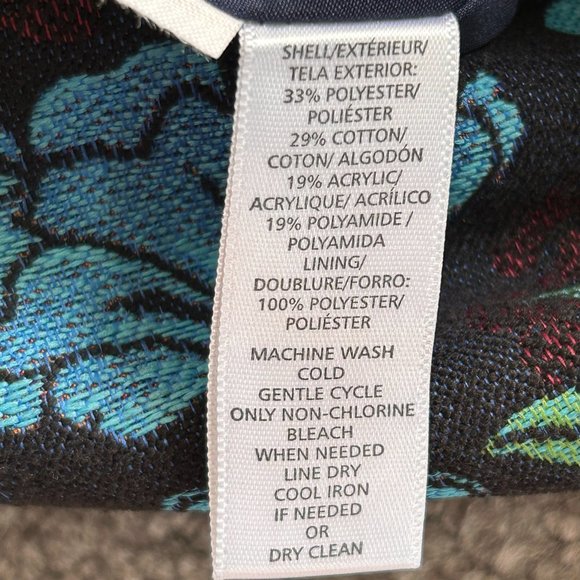 SHELL/EXTÉRIEUR/
TELA EXTERIOR:
33% POLYESTER/
POLIÉSTER
29% COTTON/
COTON/ ALGODÓN
19% ACRYLIC/
ACRYLIQUE/ ACRÍLICO
19% POLYAMIDE /
POLYAMIDA
LINING/
DOUBLURE/FORRO:
100% POLYESTER/
POLIÉSTER
MACHINE WASH
COLD
GENTLE CYCLE
ONLY NON-CHLORINE
BLEACH
WHEN NEEDED
LINE DRY
COOL IRON
IF NEEDED
OR
DRY CLEAN